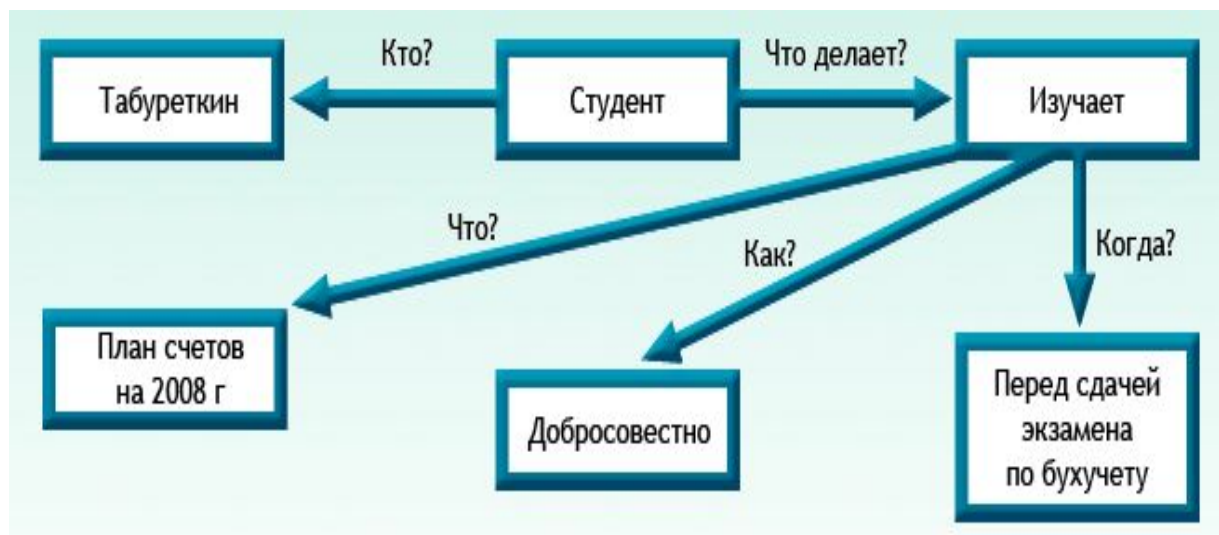 Кто?
Что делает?
Табуреткин
Студент
Изучает
Что?
Как?
Когда?
План счетов
на 2008 г
Добросовестно
Перед сдачей
экзамена
по бухучету